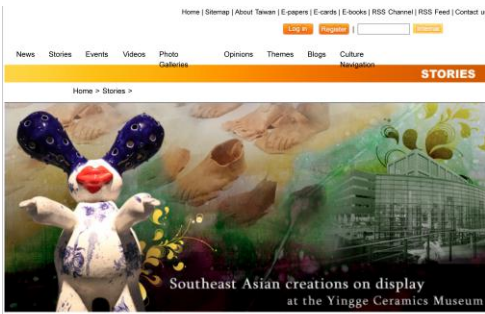 Home | Sitemap | About Taiwan | E-papers | E-cards | E-books | RSS Channel | RSS Feed | Contact us
Log in Register |
News Stories Events Videos Photo Galleries Opinions Themes Blogs Culture Navigation
STORIES
Home > Stories >
Southeast Asian creations on display
at the Yingge Ceramics Museum